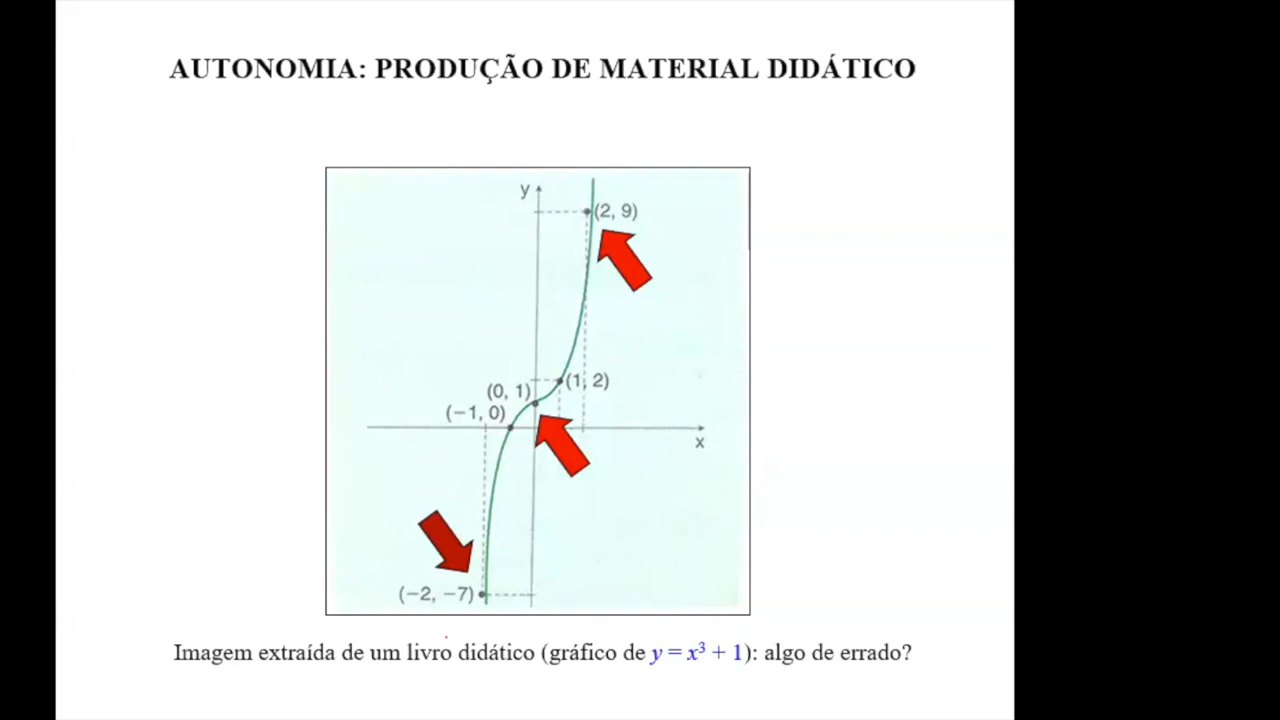 AUTONOMIA: PRODUÇÃO DE MATERIAL DIDÁTICO
y
(2, 9)
(1, 2)
(0, 1)
(−1, 0)
x
(−2, −7)
Imagem extraída de um livro didático (gráfico de y = x³ + 1): algo de errado?